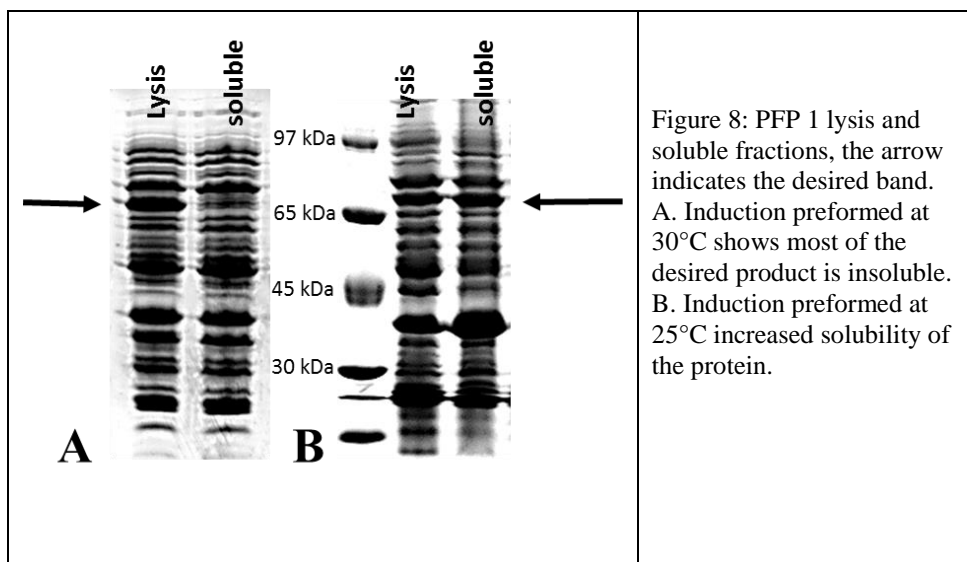 Lysis
soluble
Lysis
soluble
97 kDa
65 kDa
45 kDa
30 kDa
A
B
Figure 8: PFP 1 lysis and
soluble fractions, the arrow
indicates the desired band.
A. Induction preformed at
30°C shows most of the
desired product is insoluble.
B. Induction preformed at
25°C increased solubility of
the protein.